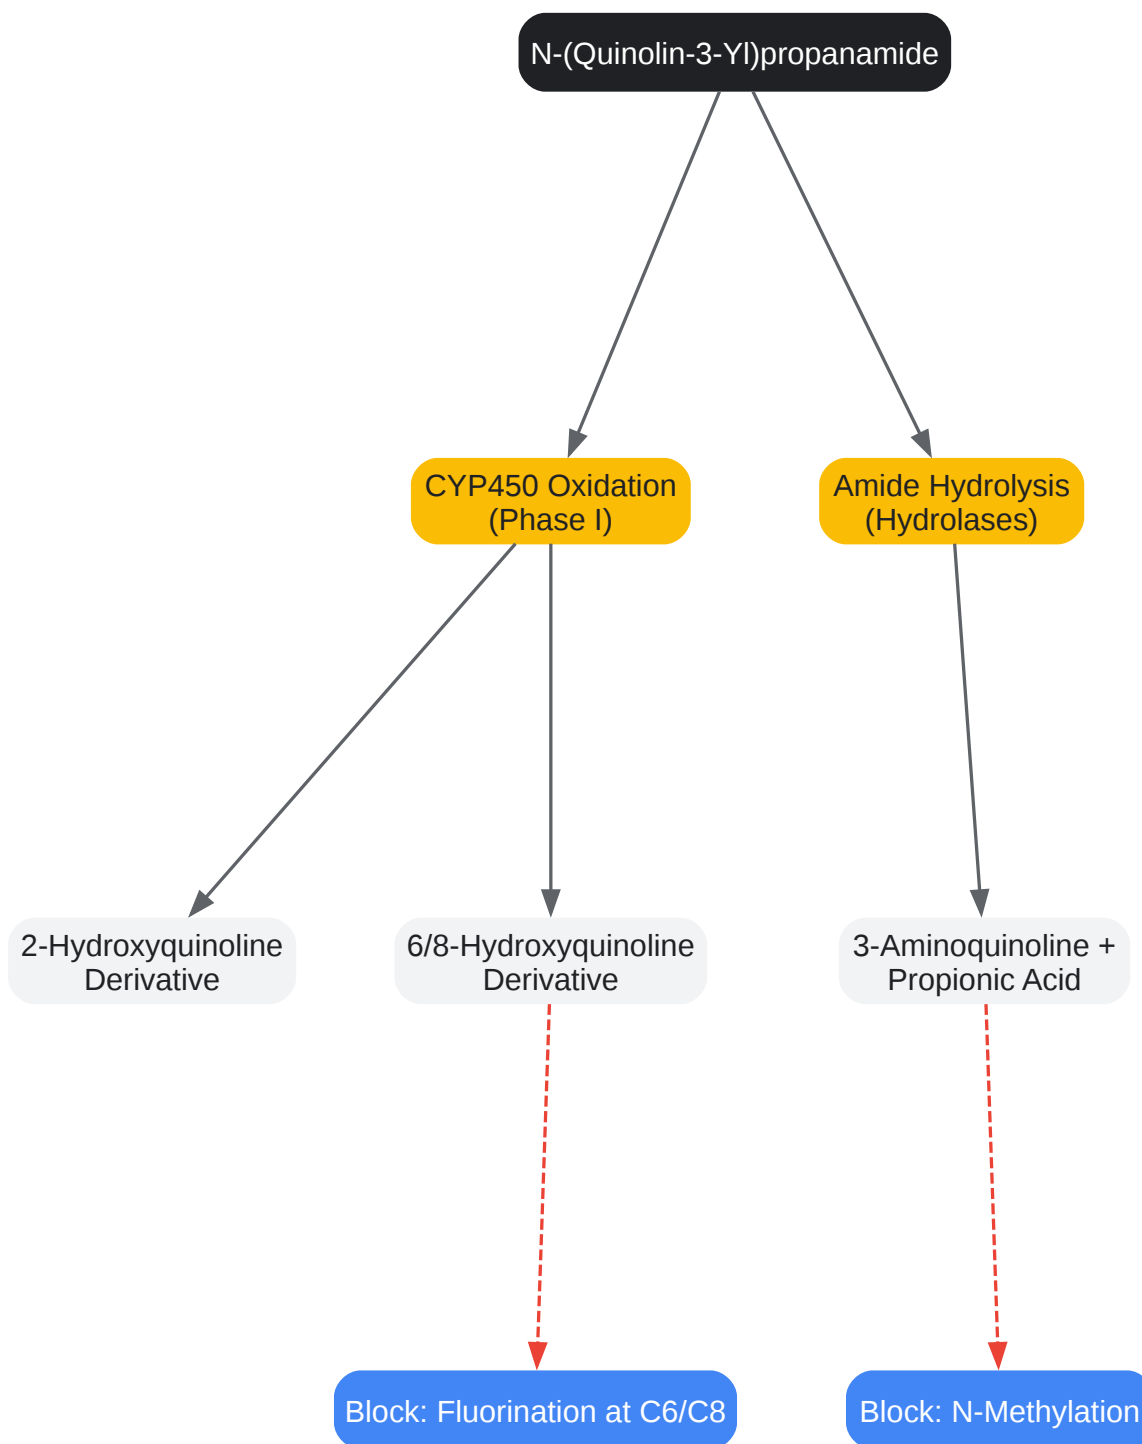 N-(Quinolin-3-Yl)propanamide
CYP450 Oxidation
(Phase I)
Amide Hydrolysis
(Hydrolases)
2-Hydroxyquinoline
Derivative
6/8-Hydroxyquinoline
Derivative
3-Aminoquinoline +
Propionic Acid
Block: Fluorination at C6/C8
Block: N-Methylation